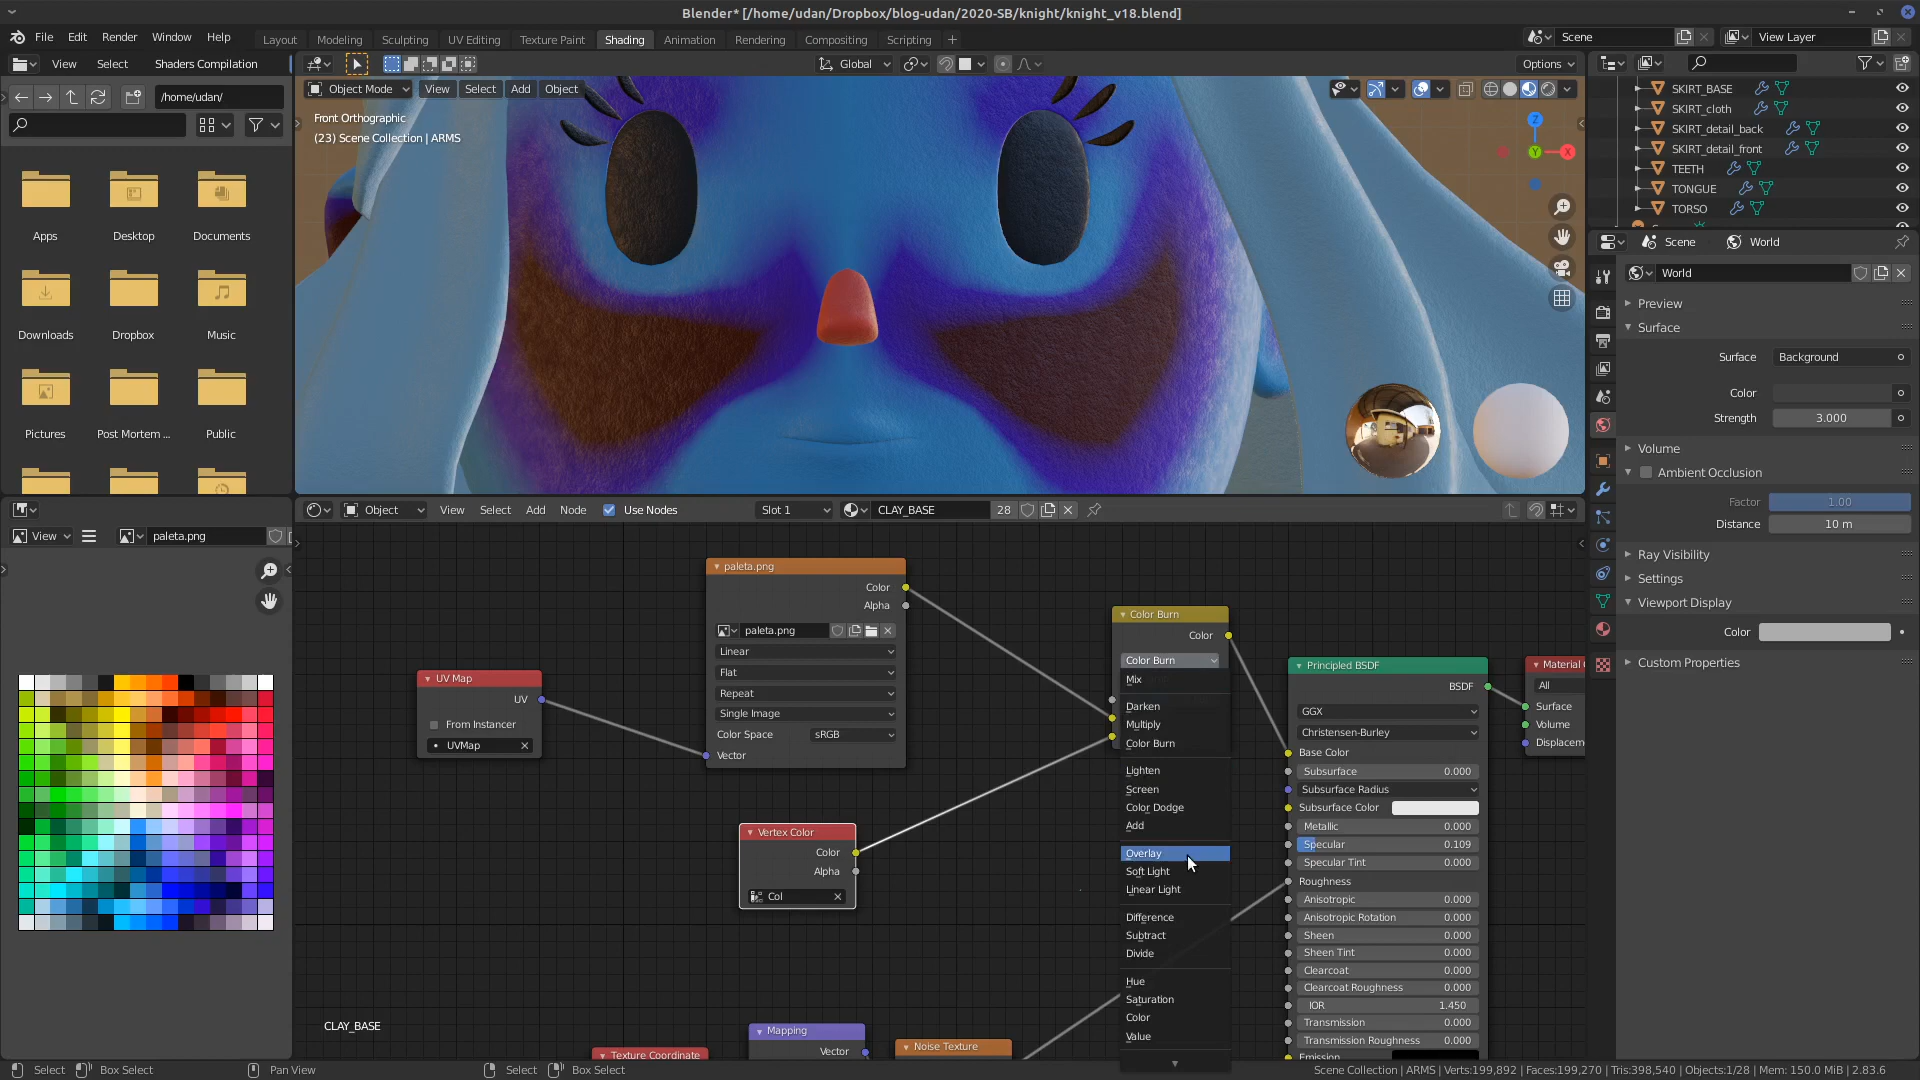 Blender* [/home/udan/Dropbox/blog-udan/2020-SB/knight/knight_v18.blend]
File Edit Render Window Help
Layout Modeling Sculpting UV Editing Texture Paint Shading Animation Rendering Compositing Scripting +
Scene
View Layer
View Select Shaders Compilation
Global
Options
/home/udan/
Object Mode View Select Add Object
Front Orthographic
(23) Scene Collection | ARMS
Z
Y
X
Apps
Desktop
Documents
Downloads
Dropbox
Music
Pictures
Post Mortem ...
Public
SKIRT_BASE
SKIRT_cloth
SKIRT_detail_back
SKIRT_detail_front
TEETH
TONGUE
TORSO
Scene World
World
Preview
Surface
Surface Background
Color
Strength 3.000
Volume
Ambient Occlusion
Factor 1.00
Distance 10 m
Ray Visibility
Settings
Viewport Display
Color
Custom Properties
View paleta.png
Object View Select Add Node Use Nodes Slot 1 CLAY_BASE 28
UV Map
UV
From Instancer
UVMap
paleta.png
Color
Alpha
paleta.png
Linear
Flat
Repeat
Single Image
Color Space sRGB
Vector
Vertex Color
Color
Alpha
Col
Color Burn
Color
Color Burn
Mix
Darken
Multiply
Color Burn
Lighten
Screen
Color Dodge
Add
Overlay
Soft Light
Linear Light
Difference
Subtract
Divide
Hue
Saturation
Color
Value
Principled BSDF
BSDF
GGX
Christensen-Burley
Base Color
Subsurface 0.000
Subsurface Radius
Subsurface Color
Metallic 0.000
Specular 0.109
Specular Tint 0.000
Roughness
Anisotropic 0.000
Anisotropic Rotation 0.000
Sheen 0.000
Sheen Tint 0.000
Clearcoat 0.000
Clearcoat Roughness 0.000
IOR 1.450
Transmission 0.000
Transmission Roughness 0.000
Emission
Material
All
Surface
Volume
Displacem
Mapping
Vector
Noise Texture
Texture Coordinate
CLAY_BASE
Select Box Select Pan View Select Box Select
Scene Collection | ARMS | Verts:199,892 | Faces:199,270 | Tris:398,540 | Objects:1/28 | Mem: 150.0 MiB | 2.83.6